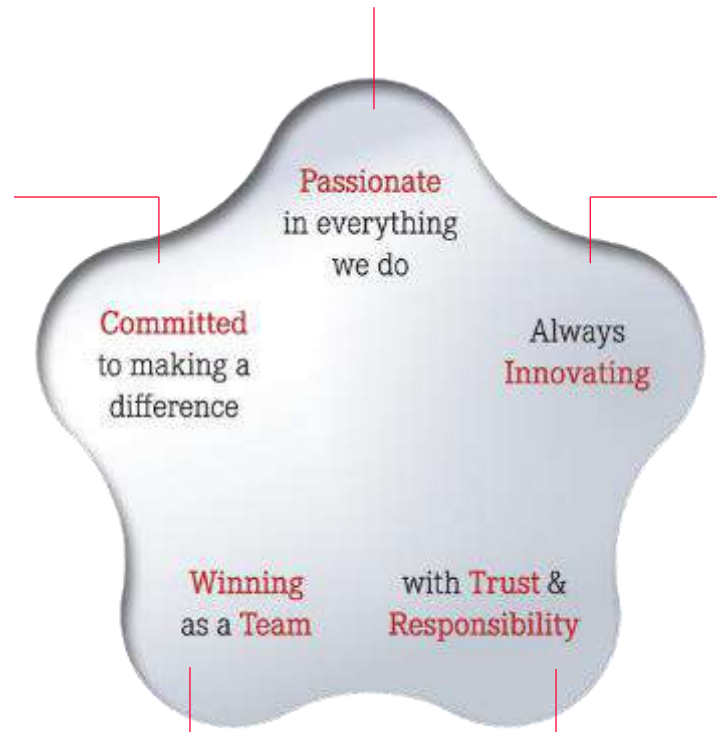 Passionate
in everything
we do
Committed
to making a
difference
Always
Innovating
Winning
as a Team
with Trust &
Responsibility